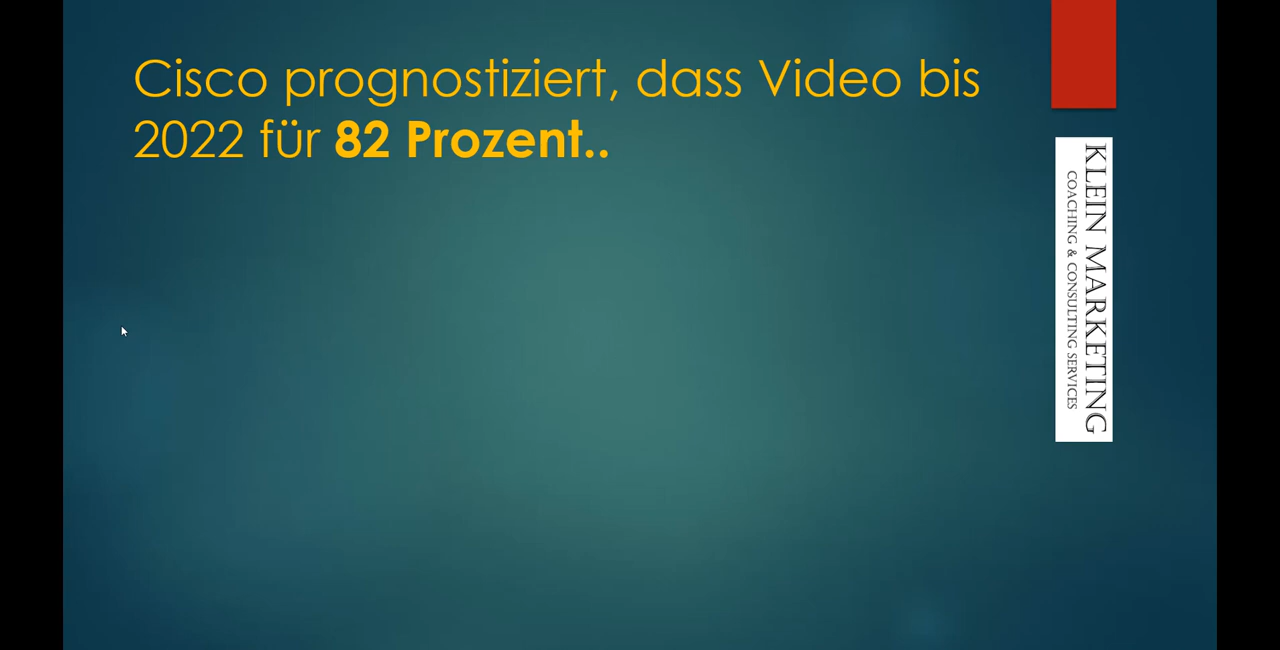 Cisco prognostiziert, dass Video bis
2022 für 82 Prozent..
KLEIN MARKETING
COACHING & CONSULTING SERVICES